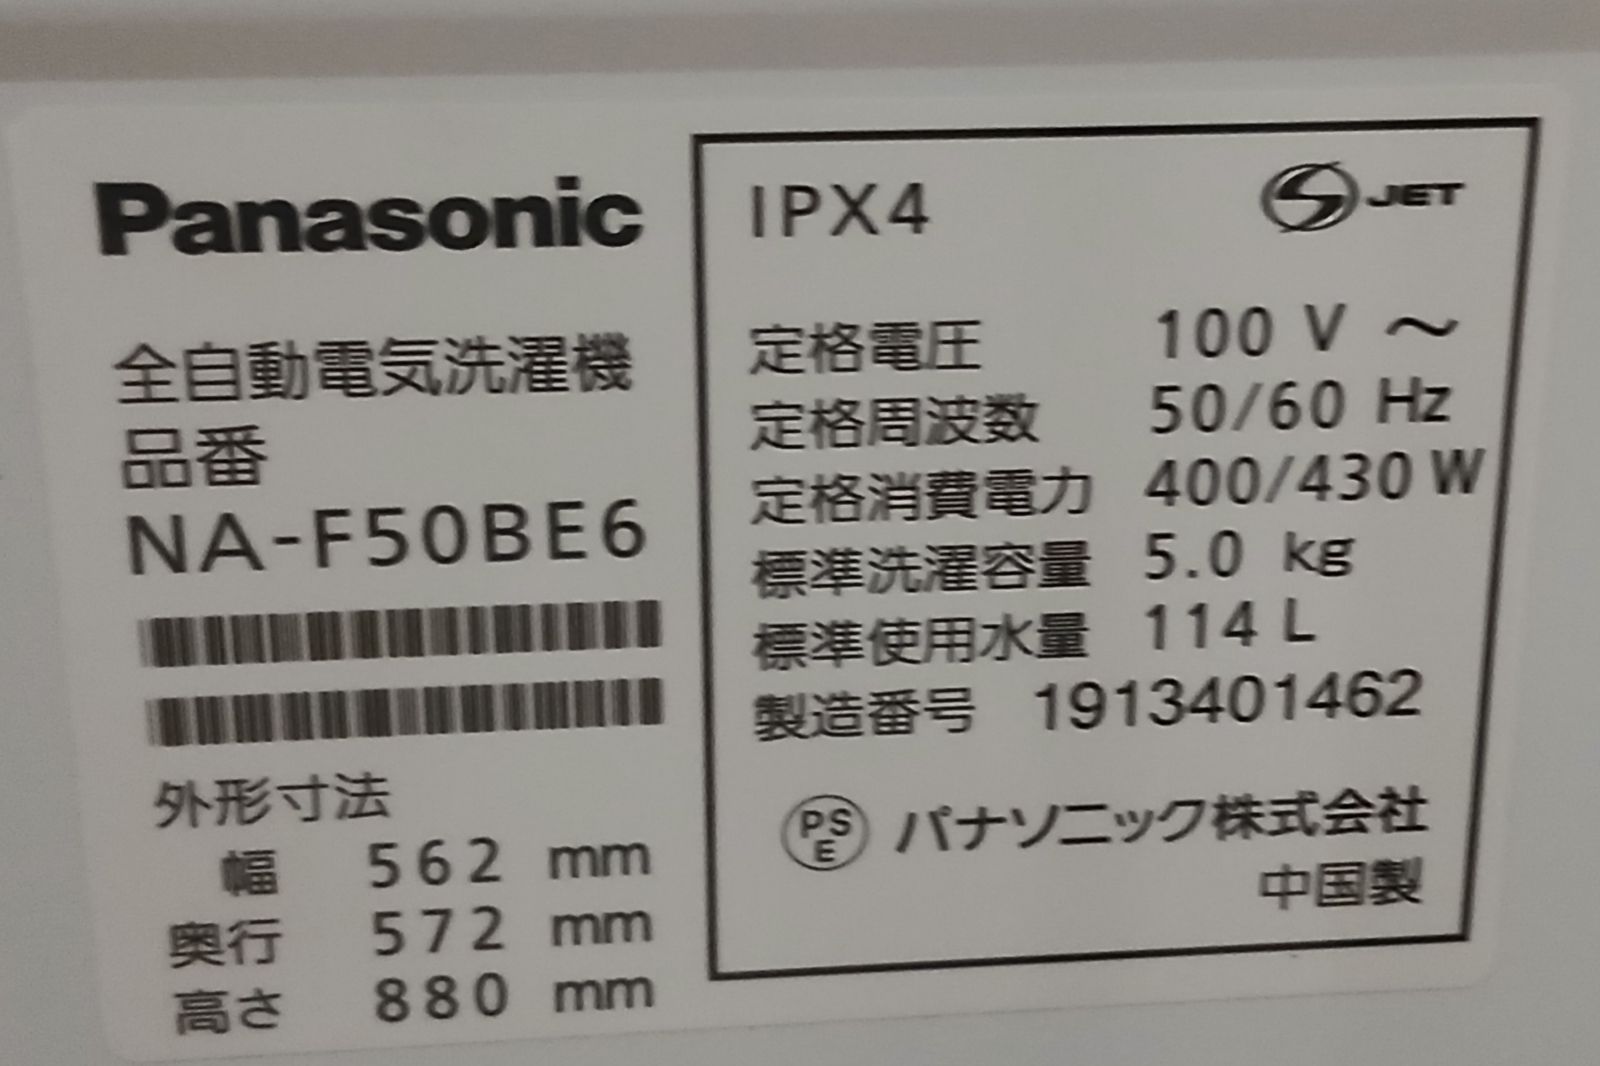 Panasonic
全自動電気洗濯機
品番
NA-F50BE6
外形寸法
幅 562 mm
奥行 572 mm
高さ 880 mm
IPX4 JET
定格電圧 100 V ～
定格周波数 50/60 Hz
定格消費電力 400/430 W
標準洗濯容量 5.0 kg
標準使用水量 114 L
製造番号 1913401462
PS
E パナソニック株式会社
中国製